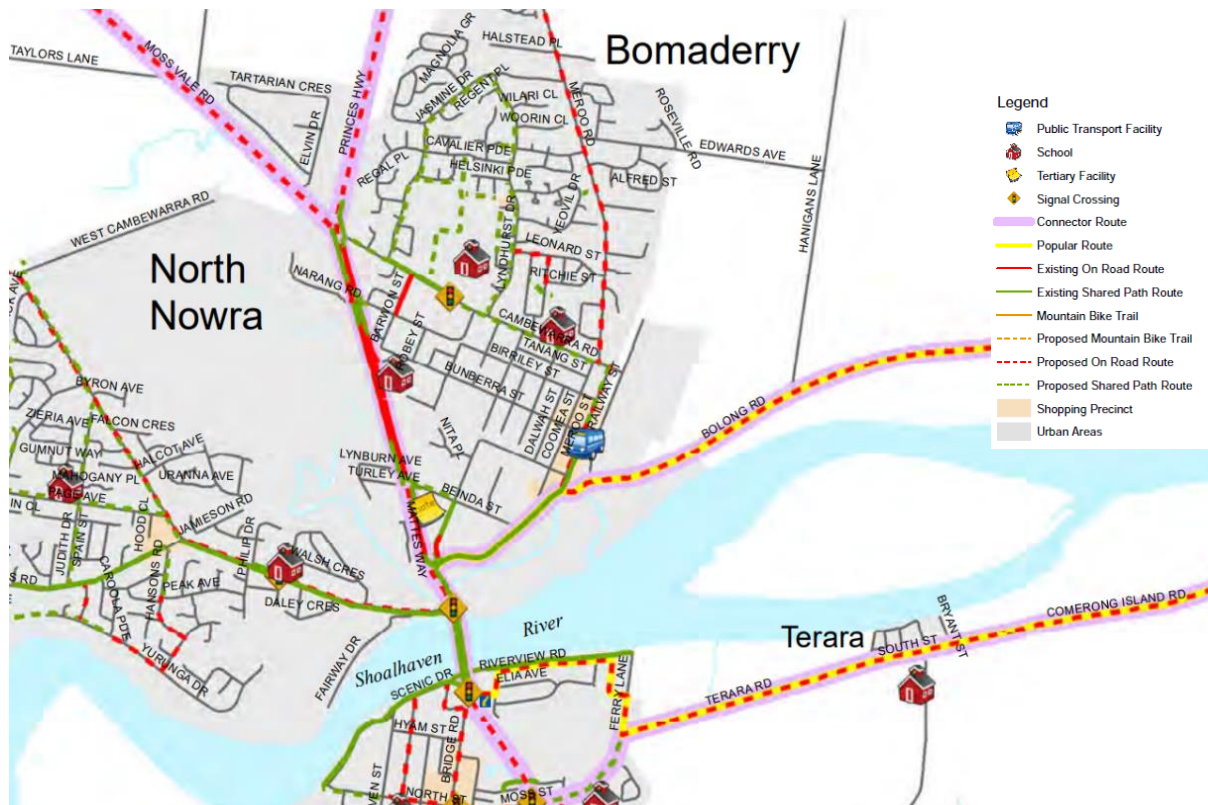 Bomaderry
HALSTEAD PL
TAYLORS LANE
MOSS VALE RD
PRINCES HWY
MAGNOLIA GR
JASMINE DR
REGENT PL
MEROO RD
TARTARIAN CRES
ELVIN DR
WILARI CL
WOORIN CL
ROSEVILLE RD
EDWARDS AVE
CAVALIER PDE
REGAL PL
HELSINKI PDE
ALFRED ST
YEOVIL DR
HANIGANS LANE
WEST CAMBEWARRA RD
LYNDHURST DR
LEONARD ST
RITCHIE ST
North
Nowra
NARANG RD
BARWON ST
CAMBEWARRA RD
TANANG ST
BIRRILEY ST
BUNBERRA ST
RAILWAY ST
DALWAH ST
COOMEA ST
MEROO ST
NITA PL
BOLONG RD
BYRON AVE
ZIERIA AVE
FALCON CRES
GUMNUT WAY
HALCOT AVE
MAHOGANY PL
URANNA AVE
PAGE AVE
LYNBURN AVE
TURLEY AVE
BEINDA ST
MATTES WAY
IN CL
JUDITH DR
SPAIN ST
HOOD CL
JAMIESON RD
PHILIP DR
WALSH CRES
S RD
CAROOLA PDE
HANSONS RD
PEAK AVE
DALEY CRES
YURUNGA DR
FAIRWAY DR
Shoalhaven
River
SCENIC DR
RIVERVIEW RD
ELIA AVE
FERRY LANE
Terara
BRYANT ST
SOUTH ST
COMERONG ISLAND RD
TERARA RD
HYAM ST
BRIDGE RD
VEN ST
NORTH ST
MOSS ST
Legend
Public Transport Facility
School
Tertiary Facility
Signal Crossing
Connector Route
Popular Route
Existing On Road Route
Existing Shared Path Route
Mountain Bike Trail
Proposed Mountain Bike Trail
Proposed On Road Route
Proposed Shared Path Route
Shopping Precinct
Urban Areas